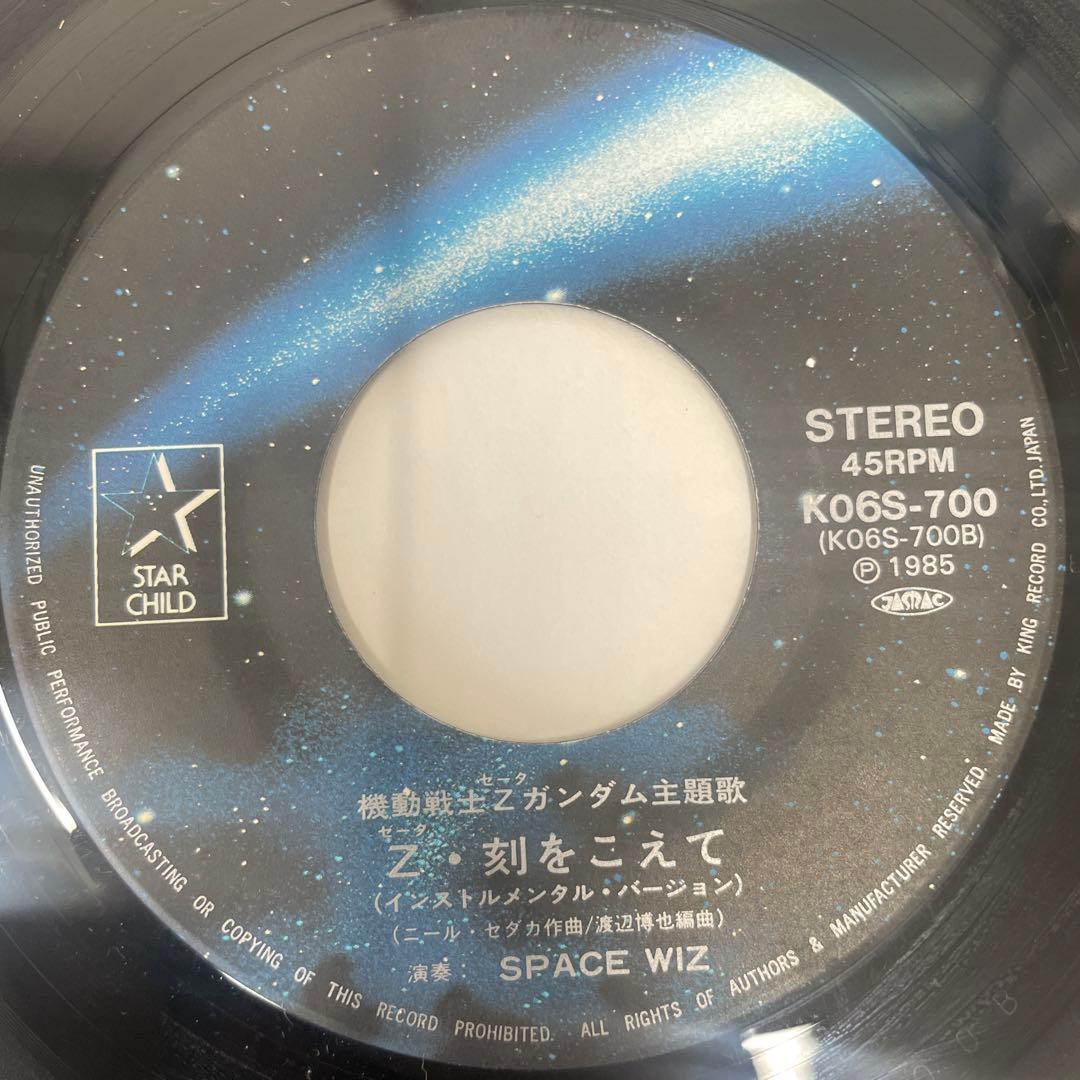 STAR
CHILD
STEREO
45RPM
K06S-700
(K06S-700B)
Ⓟ 1985
JASRAC
セータ
機動戦士Zガンダム主題歌
ゼータ
Z・刻をこえて
(インストルメンタル・バージョン)
(ニール・セダカ作曲/渡辺博也編曲)
演奏 : SPACE WIZ
UNAUTHORIZED PUBLIC PERFORMANCE BROADCASTING OR COPYING OF THIS RECORD PROHIBITED. ALL RIGHTS OF AUTHORS & MANUFACTURER RESERVED. MADE BY KING RECORD CO., LTD. JAPAN